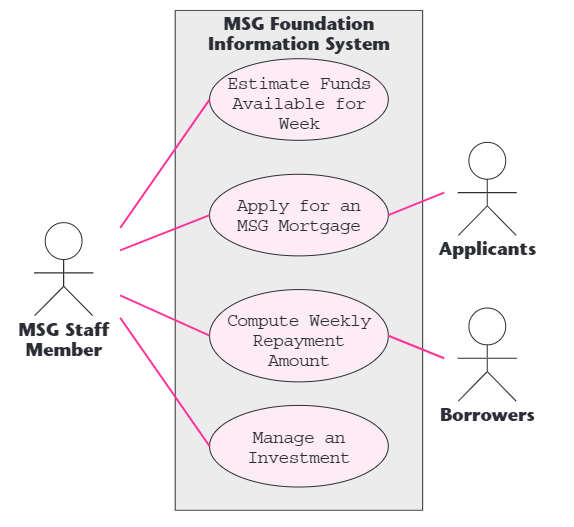 MSG Foundation
Information System
Estimate Funds
Available for
Week
Apply for an
MSG Mortgage
Applicants
MSG Staff
Member
Compute Weekly
Repayment
Amount
Borrowers
Manage an
Investment